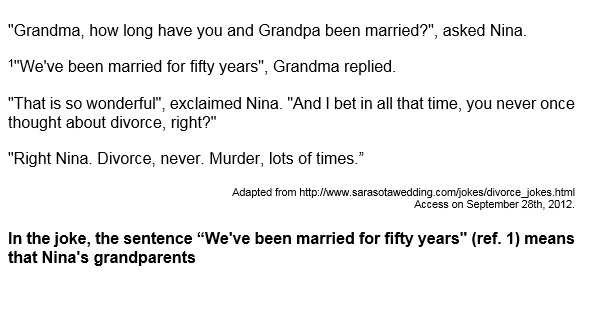 "Grandma, how long have you and Grandpa been married?", asked Nina.
¹"We've been married for fifty years", Grandma replied.
"That is so wonderful", exclaimed Nina. "And I bet in all that time, you never once
thought about divorce, right?"
"Right Nina. Divorce, never. Murder, lots of times.”
Adapted from http://www.sarasotawedding.com/jokes/divorce_jokes.html
Access on September 28th, 2012.
In the joke, the sentence “We've been married for fifty years" (ref. 1) means
that Nina's grandparents